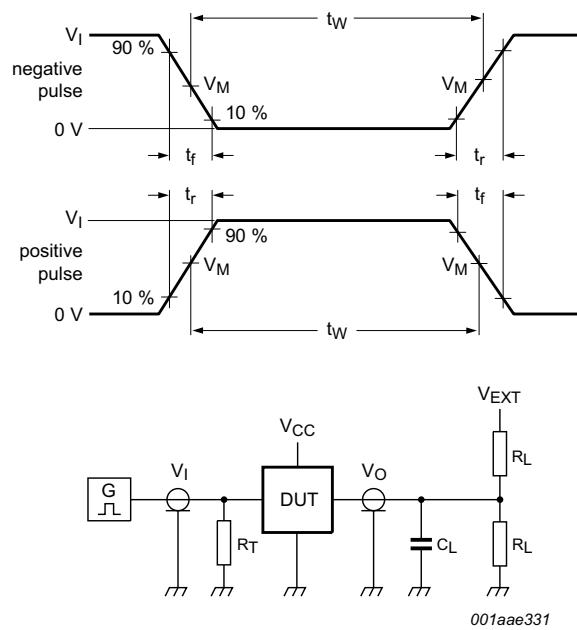 V_I
t_W
90 %
negative
pulse
V_M
V_M
10 %
0 V
t_f
t_r
t_r
t_f
V_I
90 %
positive
pulse
V_M
V_M
10 %
0 V
t_W
V_EXT
V_CC
R_L
V_I
V_O
G
DUT
R_T
C_L
R_L
001aae331